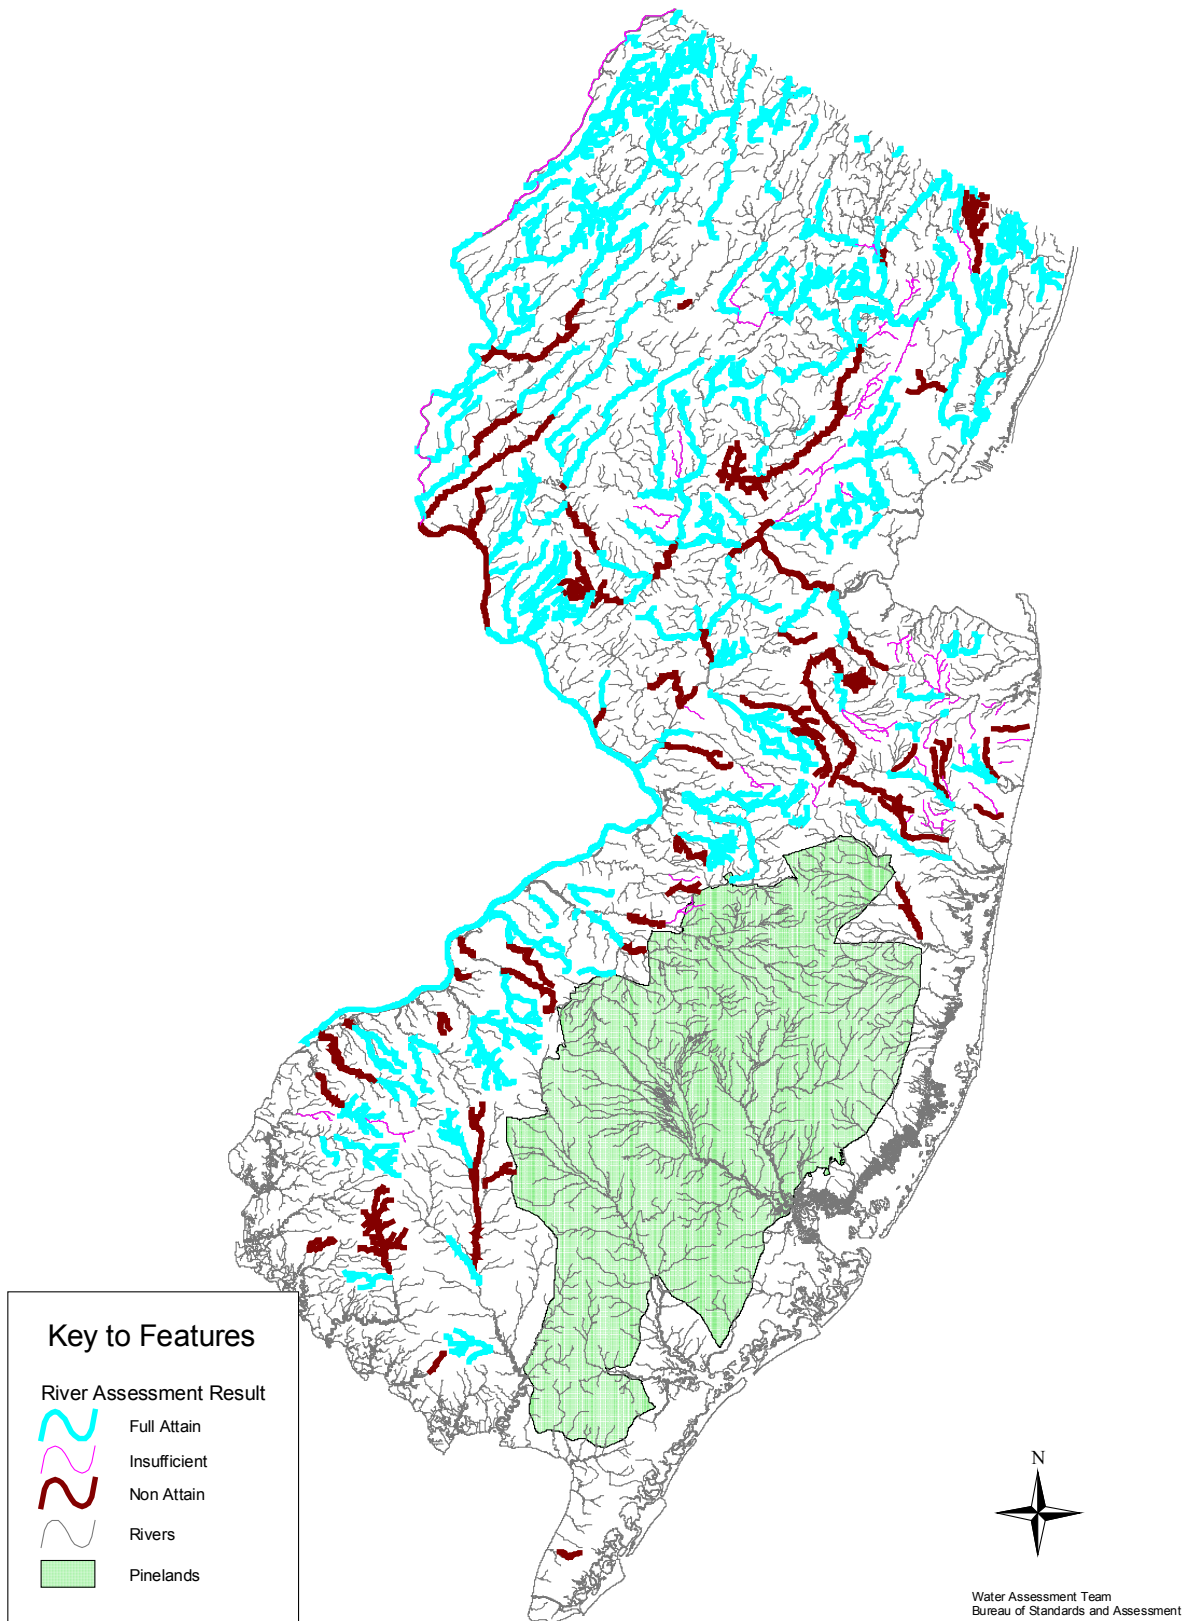 Key to Features
River Assessment Result
Full Attain
Insufficient
Non Attain
Rivers
Pinelands
N
Water Assessment Team
Bureau of Standards and Assessment